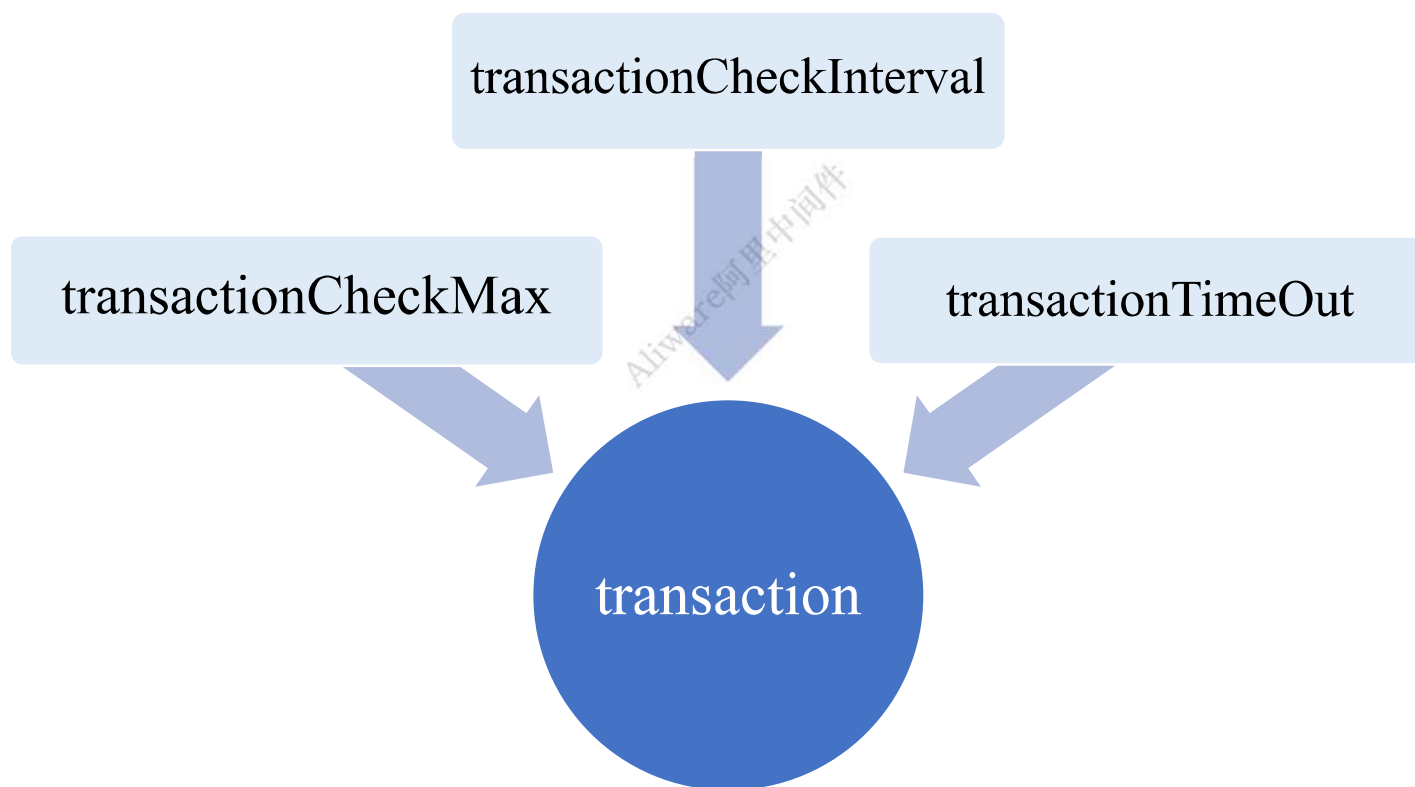 transactionCheckInterval
Aliware阿里中间件
transactionCheckMax
transactionTimeOut
transaction